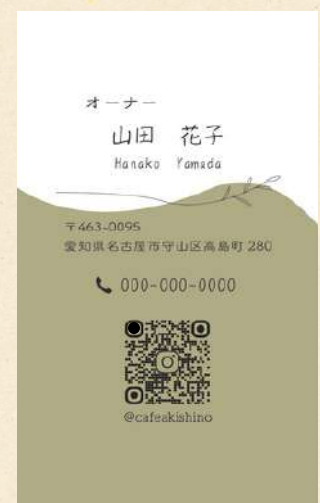 オーナー
山田 花子
Hanako Yamada
〒463-0095
愛知県名古屋市守山区高島町 280
000-000-0000
@cafeakishino